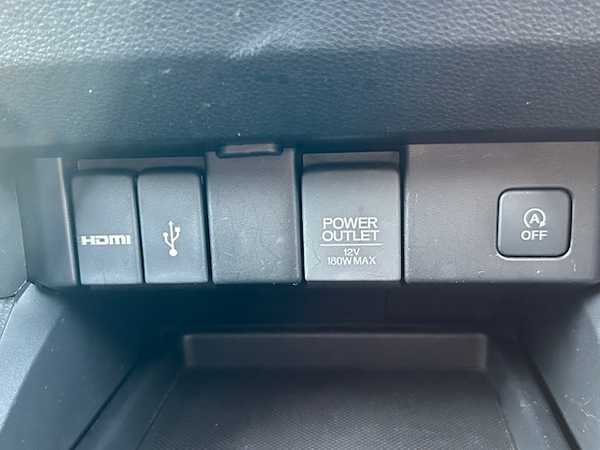 HDMI
POWER
OUTLET
12V
180W MAX
A
OFF